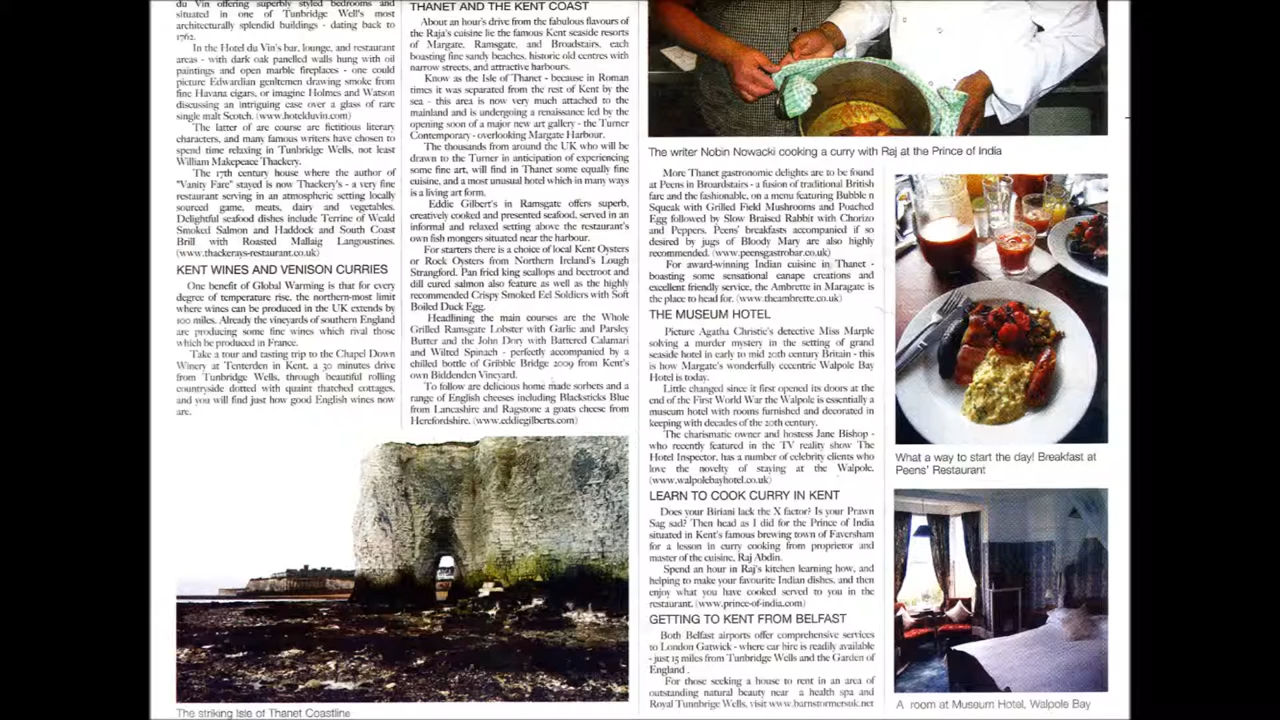 du Vin offering superbly styled bedrooms and
situated in one of Tunbridge Well's most
architecturally splendid buildings - dating back to
1762.
In the Hotel du Vin's bar, lounge, and restaurant
areas - with dark oak panelled walls hung with oil
paintings and open marble fireplaces - one could
picture Edwardian genltemen drawing smoke from
fine Havana cigars, or imagine Holmes and Watson
discussing an intriguing case over a glass of rare
single malt Scotch. (www.hotelduvin.com)
The latter of are course are fictitious literary
characters, and many famous writers have chosen to
spend time relaxing in Tunbridge Wells, not least
William Makepeace Thackery.
The 17th century house where the author of
"Vanity Fare" stayed is now Thackery's - a very fine
restaurant serving in an atmospheric setting locally
sourced game, meats, dairy and vegetables.
Delightful seafood dishes include Terrine of Weald
Smoked Salmon and Haddock and South Coast
Brill with Roasted Mallaig Langoustines.
(www.thackerays-restaurant.co.uk)
KENT WINES AND VENISON CURRIES
One benefit of Global Warming is that for every
degree of temperature rise, the northern-most limit
where wines can be produced in the UK extends by
100 miles. Already the vineyards of southern England
are producing some fine wines which rival those
which be produced in France.
Take a tour and tasting trip to the Chapel Down
Winery at Tenterden in Kent, a 30 minutes drive
from Tunbridge Wells, through beautiful rolling
countryside dotted with quaint thatched cottages,
and you will find just how good English wines now
are.
The striking Isle of Thanet Coastline
THANET AND THE KENT COAST
About an hour's drive from the fabulous flavours of
the Raja's cuisine lie the famous Kent seaside resorts
of Margate, Ramsgate, and Broadstairs, each
boasting fine sandy beaches, historic old centres with
narrow streets, and attractive harbours.
Know as the Isle of Thanet - because in Roman
times it was separated from the rest of Kent by the
sea - this area is now very much attached to the
mainland and is undergoing a renaissance led by the
opening soon of a major new art gallery - the Turner
Contemporary - overlooking Margate Harbour.
The thousands from around the UK who will be
drawn to the Turner in anticipation of experiencing
some fine art, will find in Thanet some equally fine
cuisine, and a most unusual hotel which in many ways
is a living art form.
Eddie Gilbert's in Ramsgate offers superb,
creatively cooked and presented seafood, served in an
informal and relaxed setting above the restaurant's
own fish mongers situated near the harbour.
For starters there is a choice of local Kent Oysters
or Rock Oysters from Northern Ireland's Lough
Strangford. Pan fried king scallops and beetroot and
dill cured salmon also feature as well as the highly
recommended Crispy Smoked Eel Soldiers with Soft
Boiled Duck Egg.
Headlining the main courses are the Whole
Grilled Ramsgate Lobster with Garlic and Parsley
Butter and the John Dory with Battered Calamari
and Wilted Spinach - perfectly accompanied by a
chilled bottle of Gribble Bridge 2009 from Kent's
own Biddenden Vineyard.
To follow are delicious home made sorbets and a
range of English cheeses including Blacksticks Blue
from Lancashire and Ragstone a goats cheese from
Herefordshire. (www.eddiegilberts.com)
The writer Nobin Nowacki cooking a curry with Raj at the Prince of India
More Thanet gastronomic delights are to be found
at Peens in Broardstairs - a fusion of traditional British
fare and the fashionable, on a menu featuring Bubble n
Squeak with Grilled Field Mushrooms and Poached
Egg followed by Slow Braised Rabbit with Chorizo
and Peppers. Peens' breakfasts accompanied if so
desired by jugs of Bloody Mary are also highly
recommended. (www.peensgastrobar.co.uk)
For award-winning Indian cuisine in Thanet -
boasting some sensational canape creations and
excellent friendly service, the Ambrette in Maragate is
the place to head for. (www.theambrette.co.uk)
THE MUSEUM HOTEL
Picture Agatha Christie's detective Miss Marple
solving a murder mystery in the setting of grand
seaside hotel in early to mid 20th century Britain - this
is how Margate's wonderfully eccentric Walpole Bay
Hotel is today.
Little changed since it first opened its doors at the
end of the First World War the Walpole is essentially a
museum hotel with rooms furnished and decorated in
keeping with decades of the 20th century.
The charismatic owner and hostess Jane Bishop -
who recently featured in the TV reality show The
Hotel Inspector, has a number of celebrity clients who
love the novelty of staying at the Walpole.
(www.walpolebayhotel.co.uk)
LEARN TO COOK CURRY IN KENT
Does your Biriani lack the X factor? Is your Prawn
Sag sad? Then head as I did for the Prince of India
situated in Kent's famous brewing town of Faversham
for a lesson in curry cooking from proprietor and
master of the cuisine, Raj Abdin.
Spend an hour in Raj's kitchen learning how, and
helping to make your favourite Indian dishes, and then
enjoy what you have cooked served to you in the
restaurant. (www.prince-of-india.com)
GETTING TO KENT FROM BELFAST
Both Belfast airports offer comprehensive services
to London Gatwick - where car hire is readily available
- just 15 miles from Tunbridge Wells and the Garden of
England .
For those seeking a house to rent in an area of
outstanding natural beauty near a health spa and
Royal Tunnbrige Wells, visit www.barnstormersuk.net
What a way to start the day! Breakfast at
Peens' Restaurant
A room at Museum Hotel, Walpole Bay